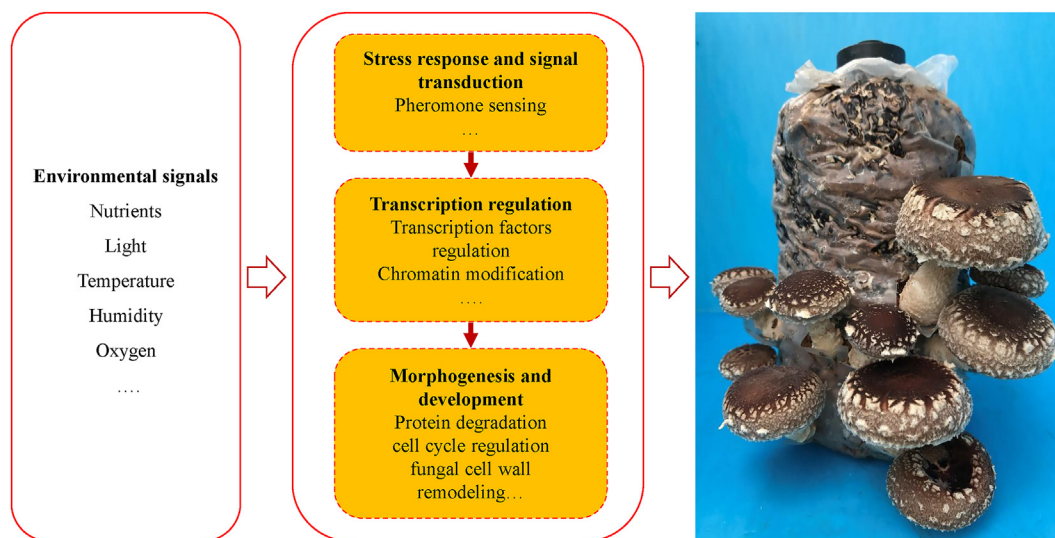 Environmental signals
Nutrients
Light
Temperature
Humidity
Oxygen
....
Stress response and signal
transduction
Pheromone sensing
...
Transcription regulation
Transcription factors
regulation
Chromatin modification
....
Morphogenesis and
development
Protein degradation
cell cycle regulation
fungal cell wall
remodeling...